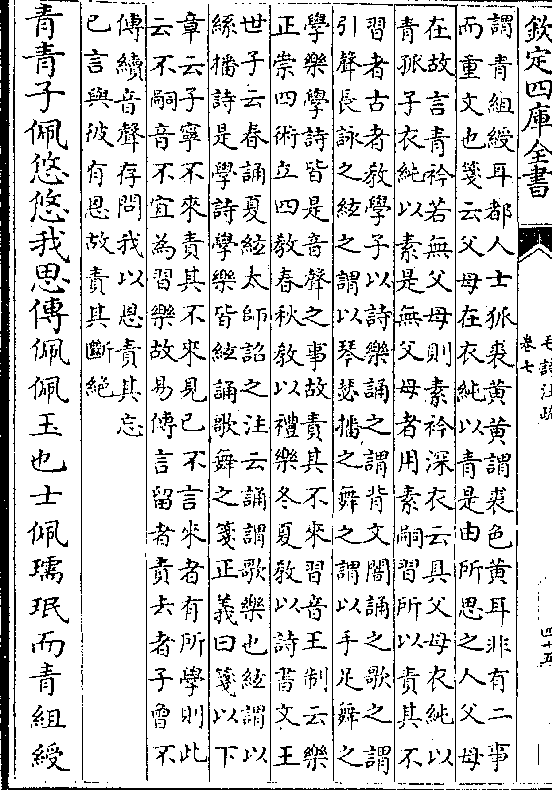 欽定四庫全書
毛詩注疏
卷七
四十五
謂青組綬耳都人士狐裘黄黄謂裘色黄耳非有二事
而重文也箋云父母在衣純以青是由所思之人父母
在故言青衿若無父母則素衿深衣云具父母衣純以
青孤子衣純以素是無父母者用素嗣習所以責其不
習者古者教學子以詩樂誦之謂背文闇誦之歌之謂
引聲長詠之絃之謂以琴瑟播之舞之謂以手足舞之
學樂學詩皆是音聲之事故責其不來習音王制云樂
正崇四術立四教春秋教以禮樂冬夏教以詩書文王
世子云春誦夏絃太師詔之注云誦謂歌樂也絃謂以
絲播詩是學詩學樂皆絃誦歌舞之箋正義曰箋以下
章云子寧不來責其不來見已不言來者有所學則此
云不嗣音不宜為習樂故易傳言留者責去者子曾不
傳續音聲存問我以恩責其忘
已言與彼有恩故責其斷絶
青青子佩悠悠我思傳佩佩玉也士佩瓀珉而青組綬